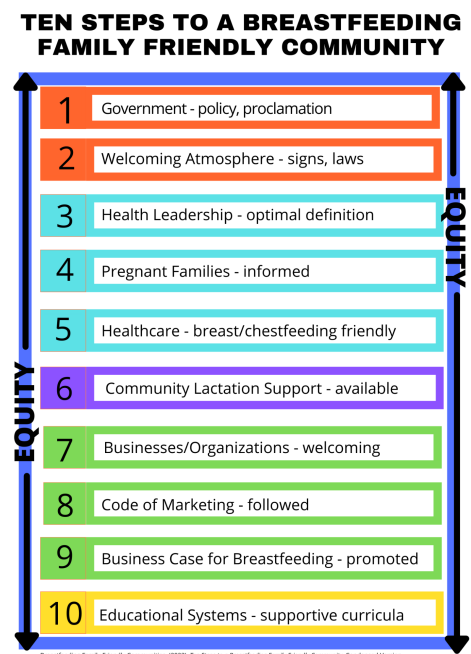 TEN STEPS TO A BREASTFEEDING
FAMILY FRIENDLY COMMUNITY
1 Government - policy, proclamation
2 Welcoming Atmosphere - signs, laws
3 Health Leadership - optimal definition
4 Pregnant Families - informed
5 Healthcare - breast/chestfeeding friendly
6 Community Lactation Support - available
7 Businesses/Organizations - welcoming
8 Code of Marketing - followed
9 Business Case for Breastfeeding - promoted
10 Educational Systems - supportive curricula
EQUITY
EQUITY